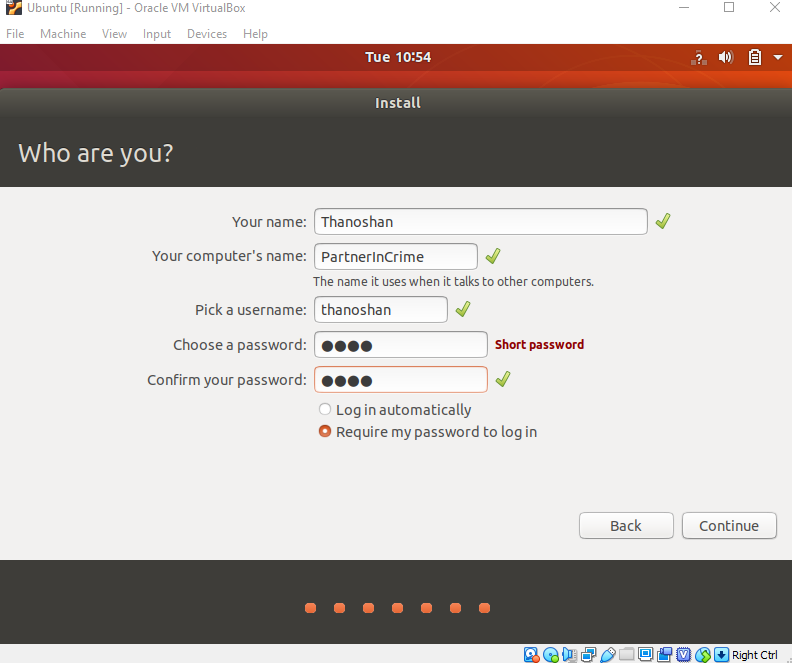 Ubuntu [Running] - Oracle VM VirtualBox
File Machine View Input Devices Help
Tue 10:54
Install
Who are you?
Your name: Thanoshan
Your computer's name: PartnerInCrime
The name it uses when it talks to other computers.
Pick a username: thanoshan
Choose a password: ●●●● Short password
Confirm your password: ●●●●
Log in automatically
Require my password to log in
Back Continue
Right Ctrl